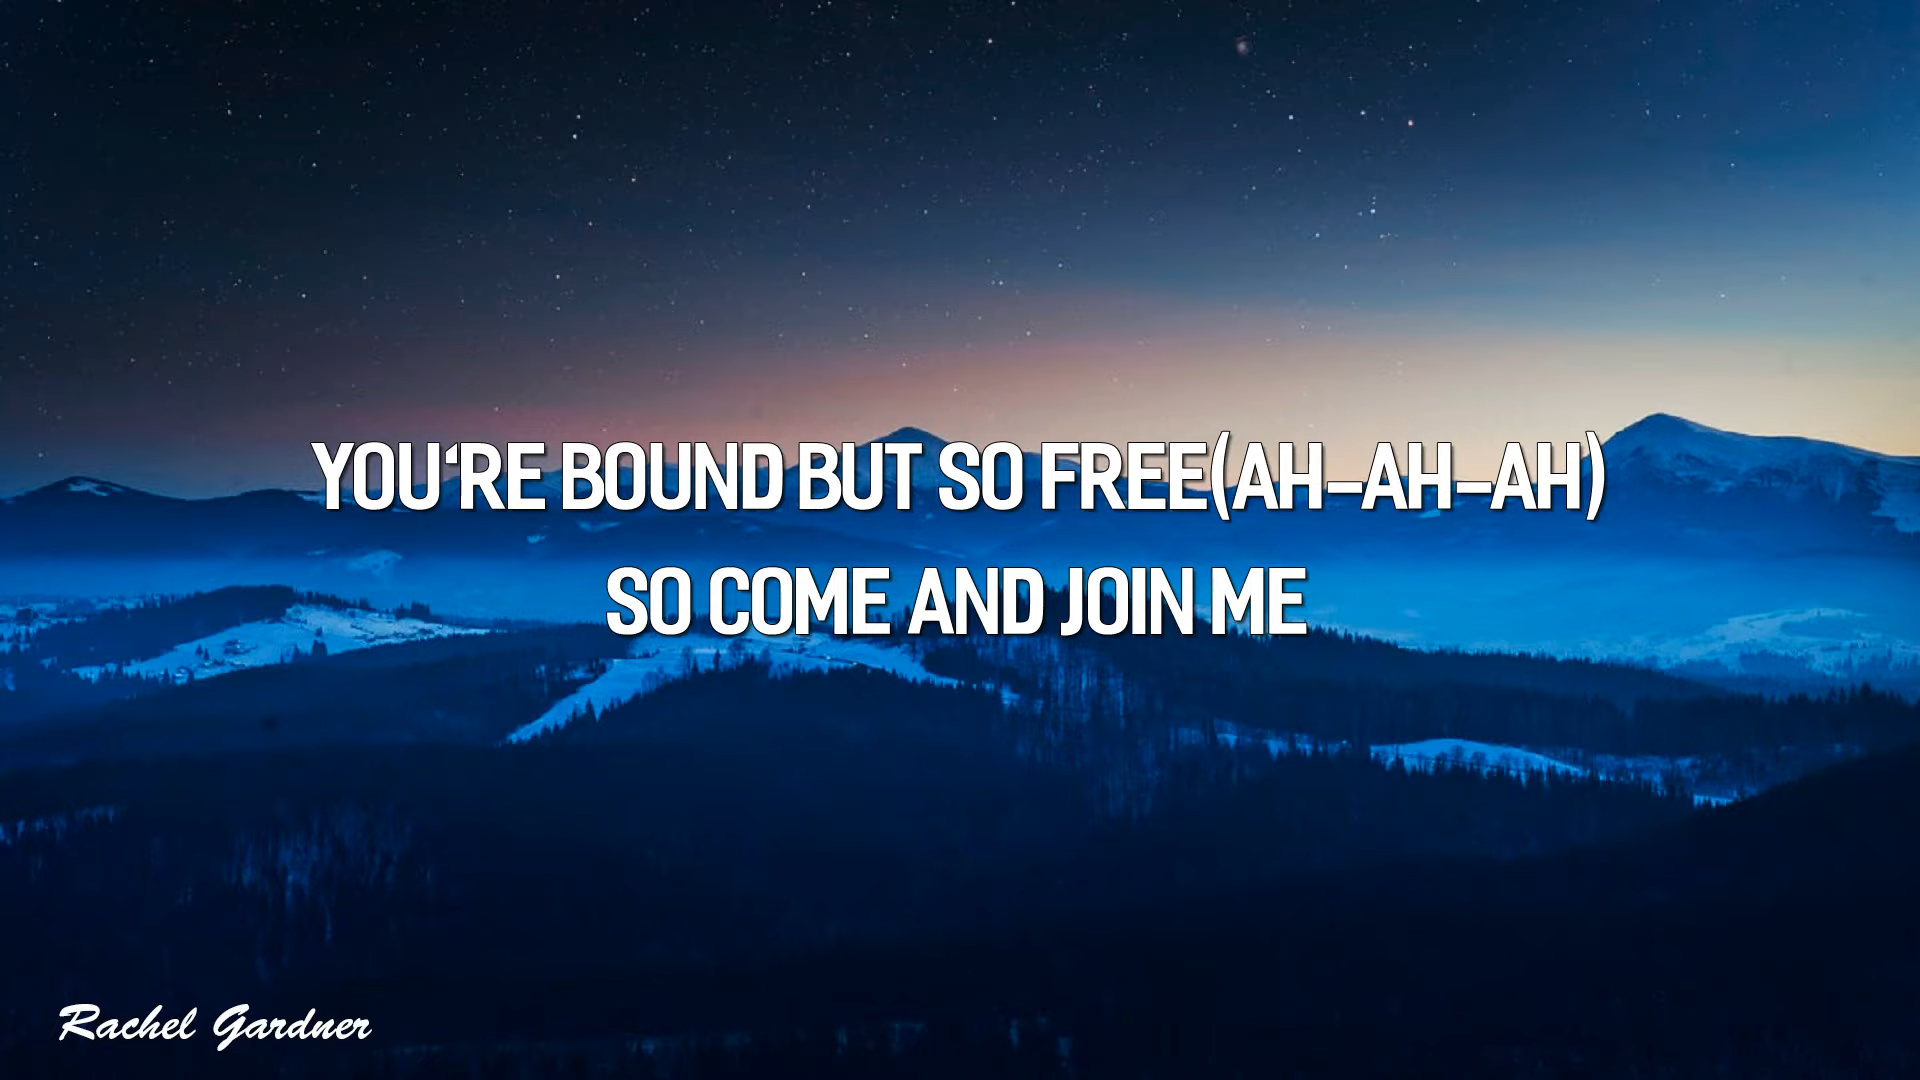 YOU‘RE BOUND BUT SO FREE(AH-AH-AH)
SO COME AND JOIN ME
Rachel Gardner